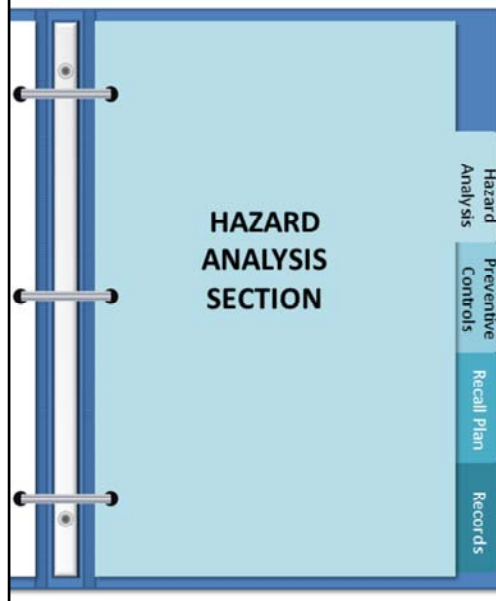 HAZARD
ANALYSIS
SECTION
Hazard
Analysis
Preventive
Controls
Recall Plan
Records